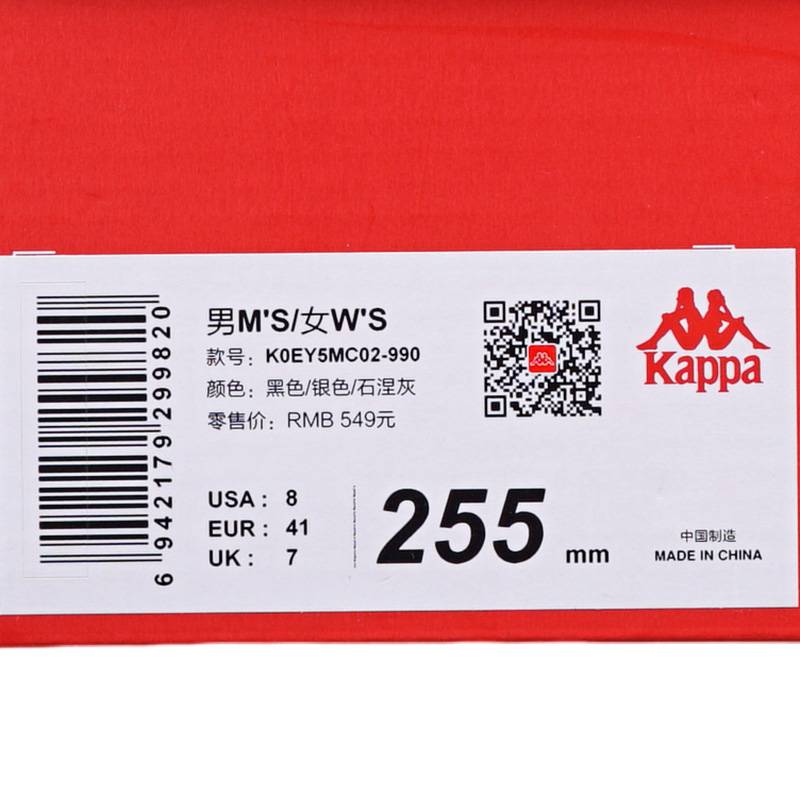 6942179299820
男M'S/女W'S
款号：K0EY5MC02-990
颜色：黑色/银色/石涅灰
零售价：RMB 549元
Kappa
USA： 8
EUR： 41
UK： 7
255 mm
中国制造
MADE IN CHINA